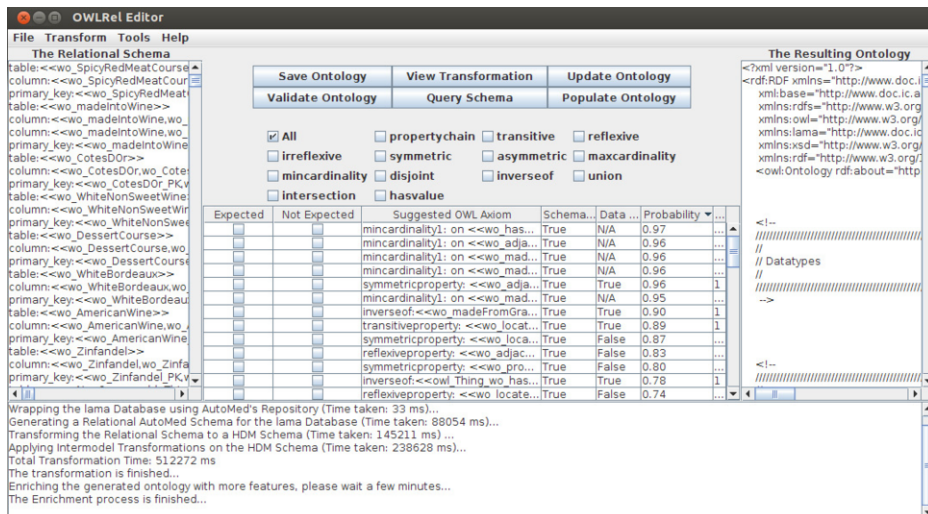 OWLRel Editor
File Transform Tools Help
The Relational Schema
table:<<wo_SpicyRedMeatCourse
column:<<wo_SpicyRedMeatCour
primary_key:<<wo_SpicyRedMeat
table:<<wo_madeIntoWine>>
column:<<wo_madeIntoWine,wo_
column:<<wo_madeIntoWine,wo_
primary_key:<<wo_madeIntoWine
table:<<wo_CotesDOr>>
column:<<wo_CotesDOr,wo_Cotes
primary_key:<<wo_CotesDOr_PK,w
table:<<wo_WhiteNonSweetWine
column:<<wo_WhiteNonSweetWir
primary_key:<<wo_WhiteNonSwee
table:<<wo_DessertCourse>>
column:<<wo_DessertCourse,wo_
primary_key:<<wo_DessertCourse
table:<<wo_WhiteBordeaux>>
column:<<wo_WhiteBordeaux,wo_
primary_key:<<wo_WhiteBordeau
table:<<wo_AmericanWine>>
column:<<wo_AmericanWine,wo_
primary_key:<<wo_AmericanWine_
table:<<wo_Zinfandel>>
column:<<wo_Zinfandel,wo_Zinfa
primary_key:<<wo_Zinfandel_PK,w
Save Ontology View Transformation Update Ontology
Validate Ontology Query Schema Populate Ontology
All propertychain transitive reflexive
irreflexive symmetric asymmetric maxcardinality
mincardinality disjoint inverseof union
intersection hasvalue
Expected Not Expected Suggested OWL Axiom Schema... Data ... Probability ...
mincardinality1: on <<wo_has... True N/A 0.97 ...
mincardinality1: on <<wo_adja... True N/A 0.96 ...
mincardinality1: on <<wo_mad... True N/A 0.96 ...
mincardinality1: on <<wo_mad... True N/A 0.96 ...
symmetricproperty: <<wo_adja... True True 0.96 1
mincardinality1: on <<wo_mad... True N/A 0.95 ...
inverseof:<<wo_madeFromGra... True True 0.90 1
transitiveproperty: <<wo_locat... True True 0.89 1
symmetricproperty: <<wo_loca... True False 0.87 ...
reflexiveproperty: <<wo_adjac... True False 0.83 ...
symmetricproperty: <<wo_pro... True False 0.80 ...
inverseof:<<owl_Thing_wo_has... True True 0.78 1
reflexiveproperty: <<wo_locate... True False 0.74 ...
The Resulting Ontology
<?xml version="1.0"?>
<rdf:RDF xmlns="http://www.doc.i
xml:base="http://www.doc.ic.a
xmlns:rdfs="http://www.w3.org
xmlns:owl="http://www.w3.org/
xmlns:lama="http://www.doc.ic
xmlns:xsd="http://www.w3.org/
xmlns:rdf="http://www.w3.org/1
<owl:Ontology rdf:about="http
<!--
//////////////////////////////////////////////
//
// Datatypes
//
//////////////////////////////////////////////
-->
<!--
//////////////////////////////////////////////
Wrapping the lama Database using AutoMed's Repository (Time taken: 33 ms)...
Generating a Relational AutoMed Schema for the lama Database (Time taken: 88054 ms)...
Transforming the Relational Schema to a HDM Schema (Time taken: 145211 ms) ...
Applying Intermodel Transformations on the HDM Schema (Time taken: 238628 ms)...
Total Transformation Time: 512272 ms
The transformation is finished...
Enriching the generated ontology with more features, please wait a few minutes...
The Enrichment process is finished...